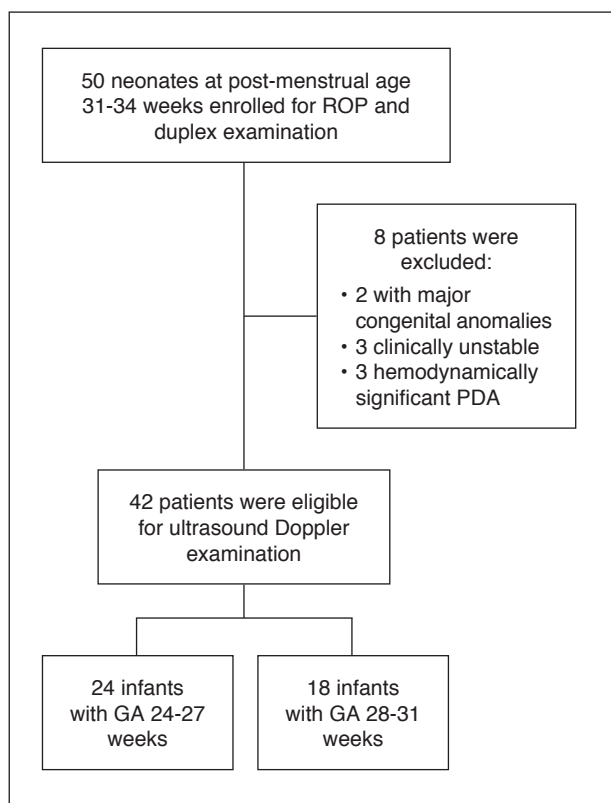 50 neonates at post-menstrual age
31-34 weeks enrolled for ROP and
duplex examination
8 patients were
excluded:
• 2 with major
congenital anomalies
• 3 clinically unstable
• 3 hemodynamically
significant PDA
42 patients were eligible
for ultrasound Doppler
examination
24 infants
with GA 24-27
weeks
18 infants
with GA 28-31
weeks